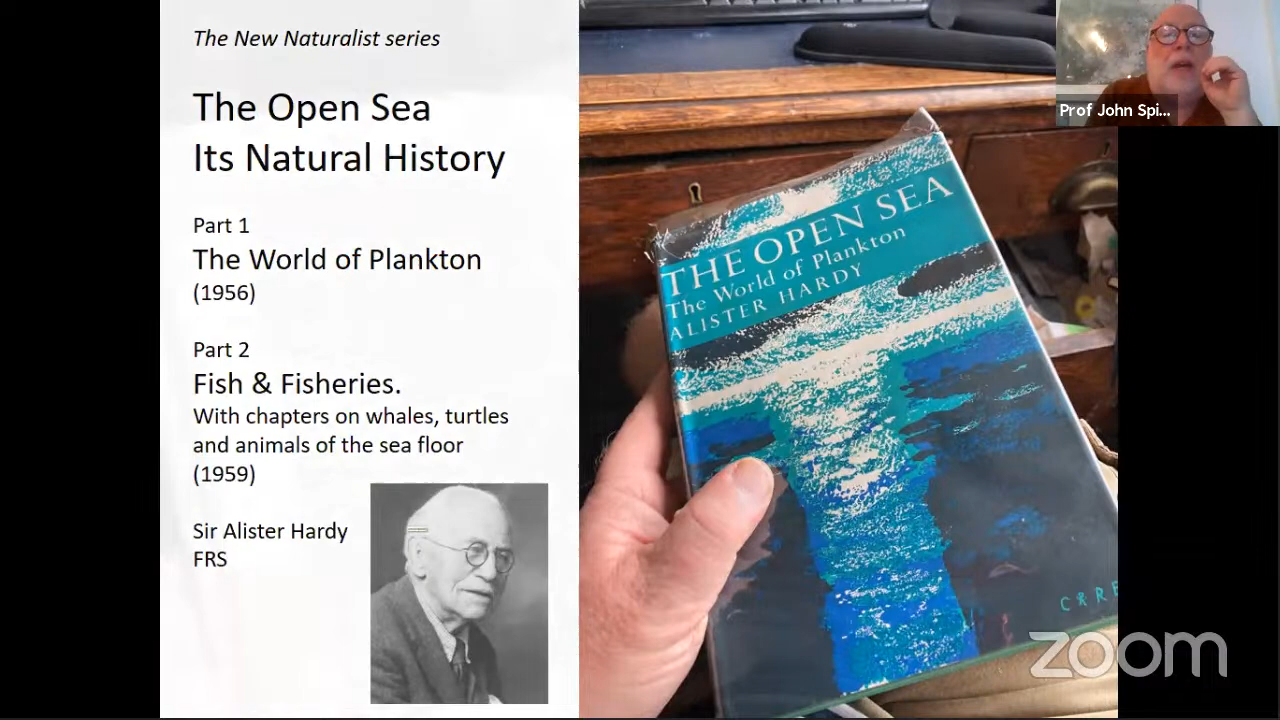 The New Naturalist series
The Open Sea
Its Natural History
Part 1
The World of Plankton
(1956)
Part 2
Fish & Fisheries.
With chapters on whales, turtles
and animals of the sea floor
(1959)
Sir Alister Hardy
FRS
THE OPEN SEA
The World of Plankton
ALISTER HARDY
C&RE
Prof John Spi...
zoom